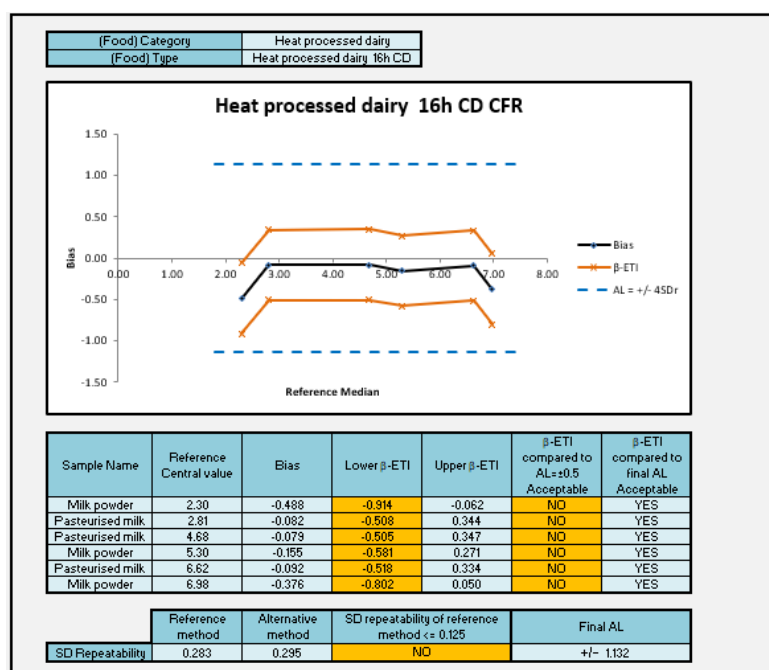 (Food) Category Heat processed dairy
(Food) Type Heat processed dairy 16h CD
Heat processed dairy 16h CD CFR
1.50
1.00
0.50
0.00
-0.50
-1.00
-1.50
0.00 1.00 2.00 3.00 4.00 5.00 6.00 7.00 8.00
Bias
Reference Median
Bias
β-ETI
AL = +/- 4SDr
Sample Name Reference Central value Bias Lower β-ETI Upper β-ETI β-ETI compared to AL=±0.5 Acceptable β-ETI compared to final AL Acceptable
Milk powder 2.30 -0.488 -0.914 -0.062 NO YES
Pasteurised milk 2.81 -0.082 -0.508 0.344 NO YES
Pasteurised milk 4.68 -0.079 -0.505 0.347 NO YES
Milk powder 5.30 -0.155 -0.581 0.271 NO YES
Pasteurised milk 6.62 -0.092 -0.518 0.334 NO YES
Milk powder 6.98 -0.376 -0.802 0.050 NO YES
Reference method Alternative method SD repeatability of reference method <= 0.125 Final AL
SD Repeatability 0.283 0.295 NO +/- 1.132